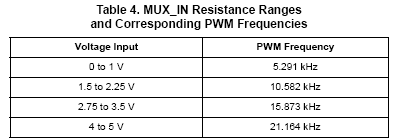 Table 4. MUX_IN Resistance Ranges
and Corresponding PWM Frequencies
Voltage Input PWM Frequency
0 to 1 V 5.291 kHz
1.5 to 2.25 V 10.582 kHz
2.75 to 3.5 V 15.873 kHz
4 to 5 V 21.164 kHz